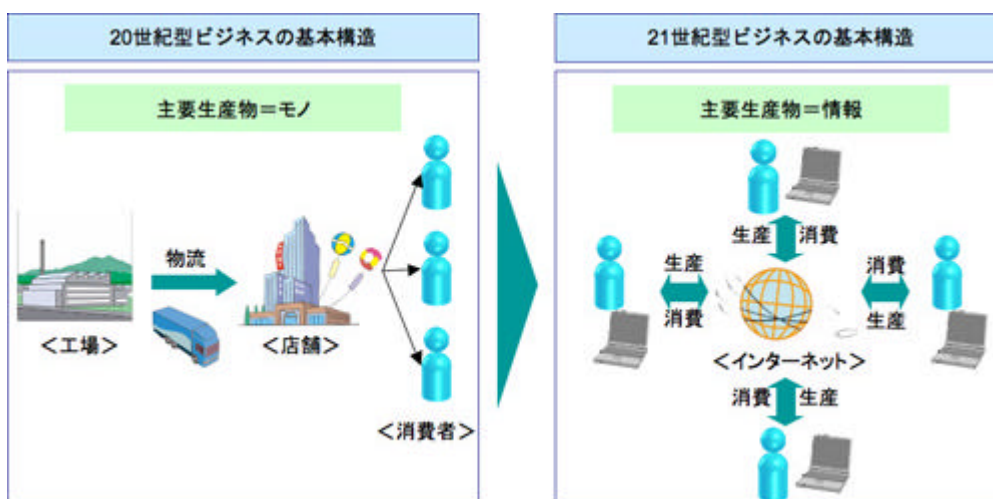 20世紀型ビジネスの基本構造
主要生産物＝モノ
物流
＜工場＞
＜店舗＞
＜消費者＞
21世紀型ビジネスの基本構造
主要生産物＝情報
生産
消費
生産
消費
消費
生産
＜インターネット＞
消費
生産